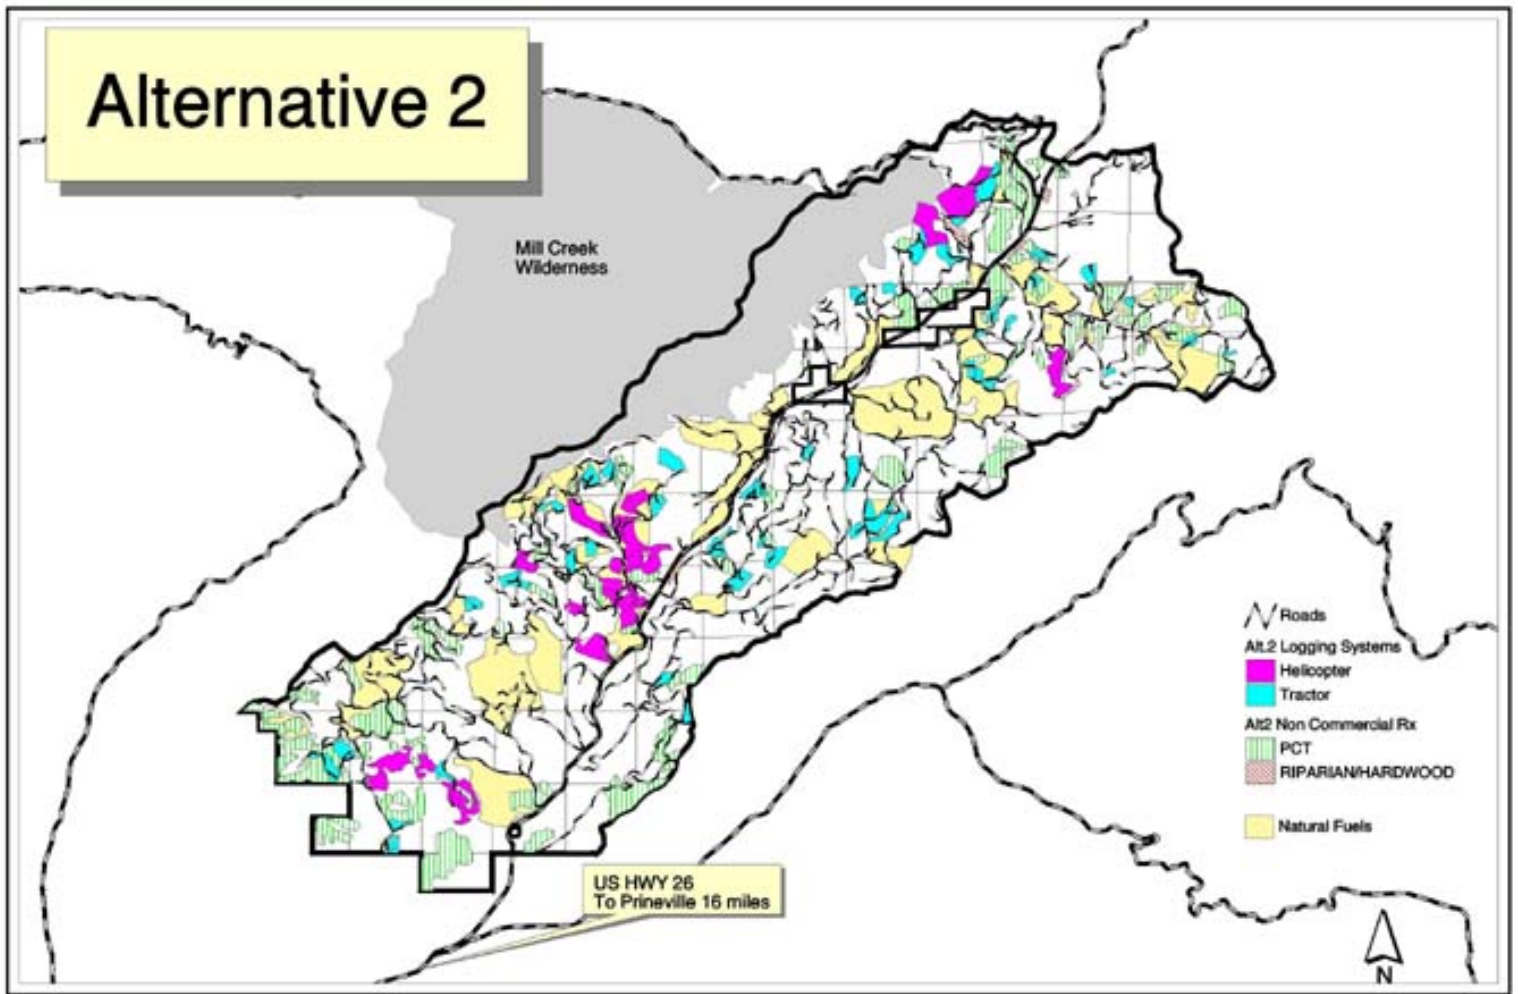 Alternative 2
Mill Creek
Wilderness
Roads
Alt.2 Logging Systems
Helicopter
Tractor
Alt2 Non Commercial Rx
PCT
RIPARIAN/HARDWOOD
Natural Fuels
US HWY 26
To Prineville 16 miles
N